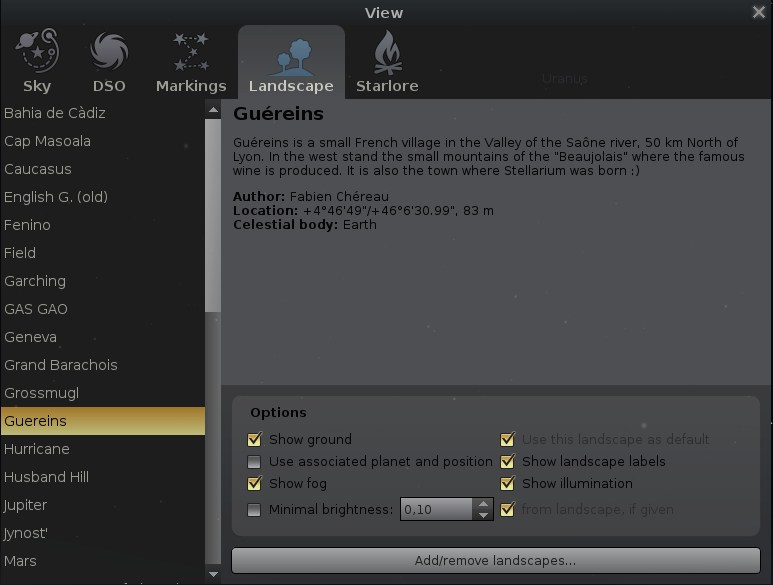 View
Sky
DSO
Markings
Landscape
Starlore
Uranus
Bahia de Càdiz
Cap Masoala
Caucasus
English G. (old)
Fenino
Field
Garching
GAS GAO
Geneva
Grand Barachois
Grossmugl
Guereins
Hurricane
Husband Hill
Jupiter
Jynost'
Mars
Guéreins
Guéreins is a small French village in the Valley of the Saône river, 50 km North of
Lyon. In the west stand the small mountains of the "Beaujolais" where the famous
wine is produced. It is also the town where Stellarium was born :)
Author: Fabien Chéreau
Location: +4°46'49"/+46°6'30.99", 83 m
Celestial body: Earth
Options
Show ground
Use this landscape as default
Use associated planet and position
Show landscape labels
Show fog
Show illumination
Minimal brightness: 0,10
from landscape, if given
Add/remove landscapes...